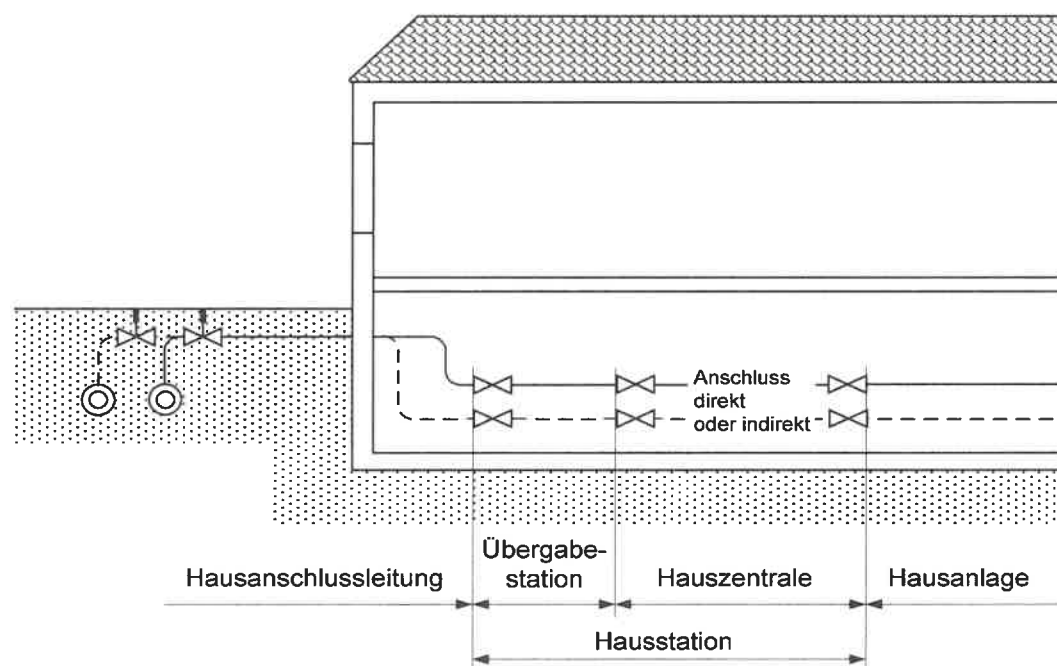 Anschluss
direkt
oder indirekt
Übergabe-
station
Hausanschlussleitung
Hauszentrale
Hausanlage
Hausstation